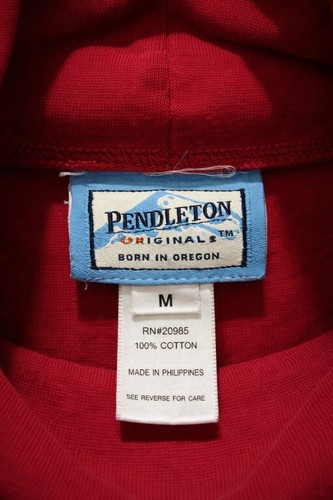 PENDLETON
ORIGINALS™
BORN IN OREGON
M
RN#20985
100% COTTON
MADE IN PHILIPPINES
SEE REVERSE FOR CARE